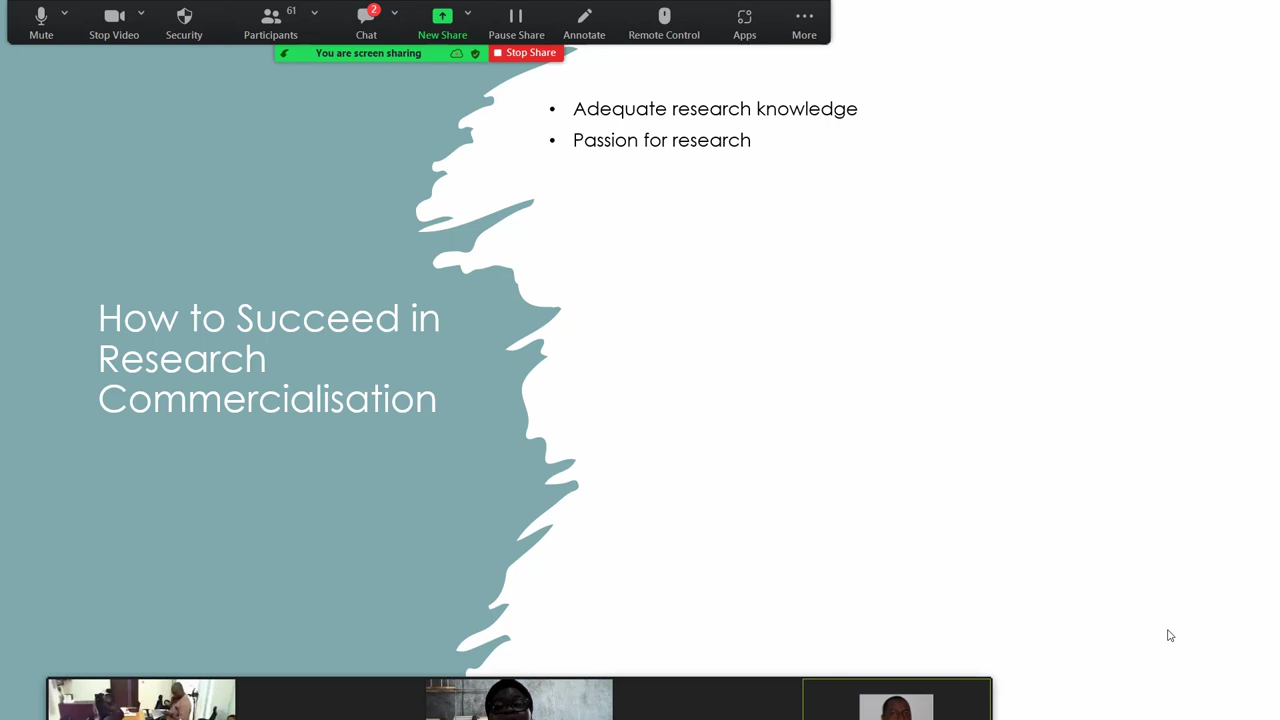 61
2
Mute
Stop Video
Security
Participants
Chat
New Share
Pause Share
Annotate
Remote Control
Apps
More
You are screen sharing
Stop Share
• Adequate research knowledge
• Passion for research
How to Succeed in
Research
Commercialisation